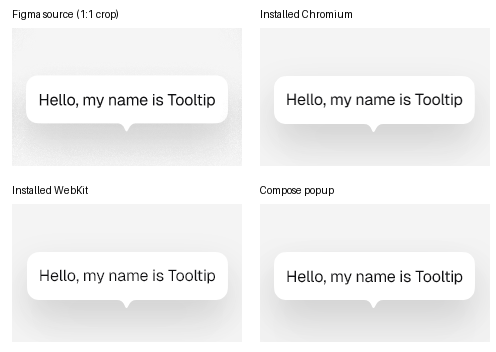 Figma source (1:1 crop)
Installed Chromium
Hello, my name is Tooltip
Hello, my name is Tooltip
Installed WebKit
Compose popup
Hello, my name is Tooltip
Hello, my name is Tooltip